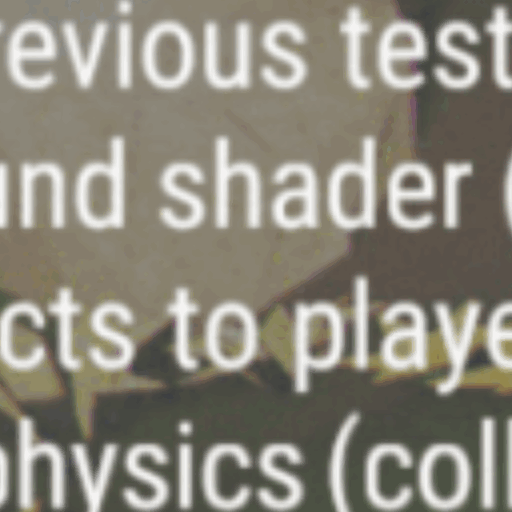 revious test
und shader (
cts to playe
physics (coll